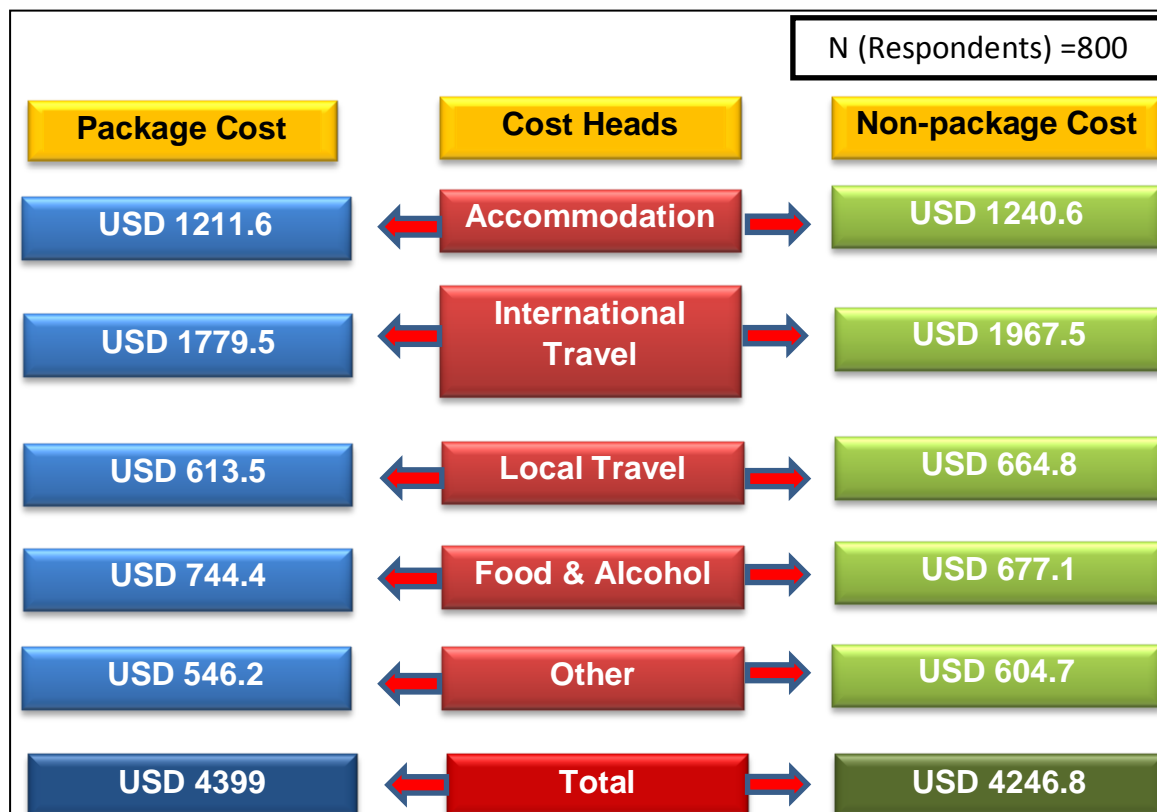 N (Respondents) =800
Package Cost
Cost Heads
Non-package Cost
USD 1211.6
Accommodation
USD 1240.6
USD 1779.5
International
Travel
USD 1967.5
USD 613.5
Local Travel
USD 664.8
USD 744.4
Food & Alcohol
USD 677.1
USD 546.2
Other
USD 604.7
USD 4399
Total
USD 4246.8